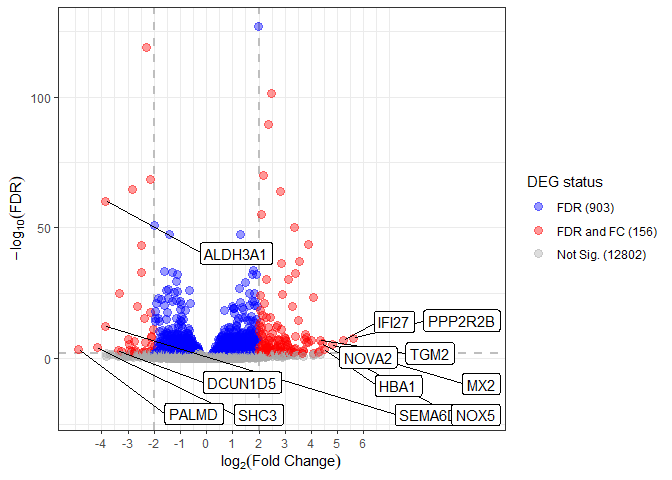 100
50
0
−log10(FDR)
ALDH3A1
IFI27
PPP2R2B
NOVA2
TGM2
DCUN1D5
HBA1
MX2
PALMD
SHC3
SEMA6
NOX5
-4 -3 -2 -1 0 1 2 3 4 5 6
log2(Fold Change)
DEG status
FDR (903)
FDR and FC (156)
Not Sig. (12802)